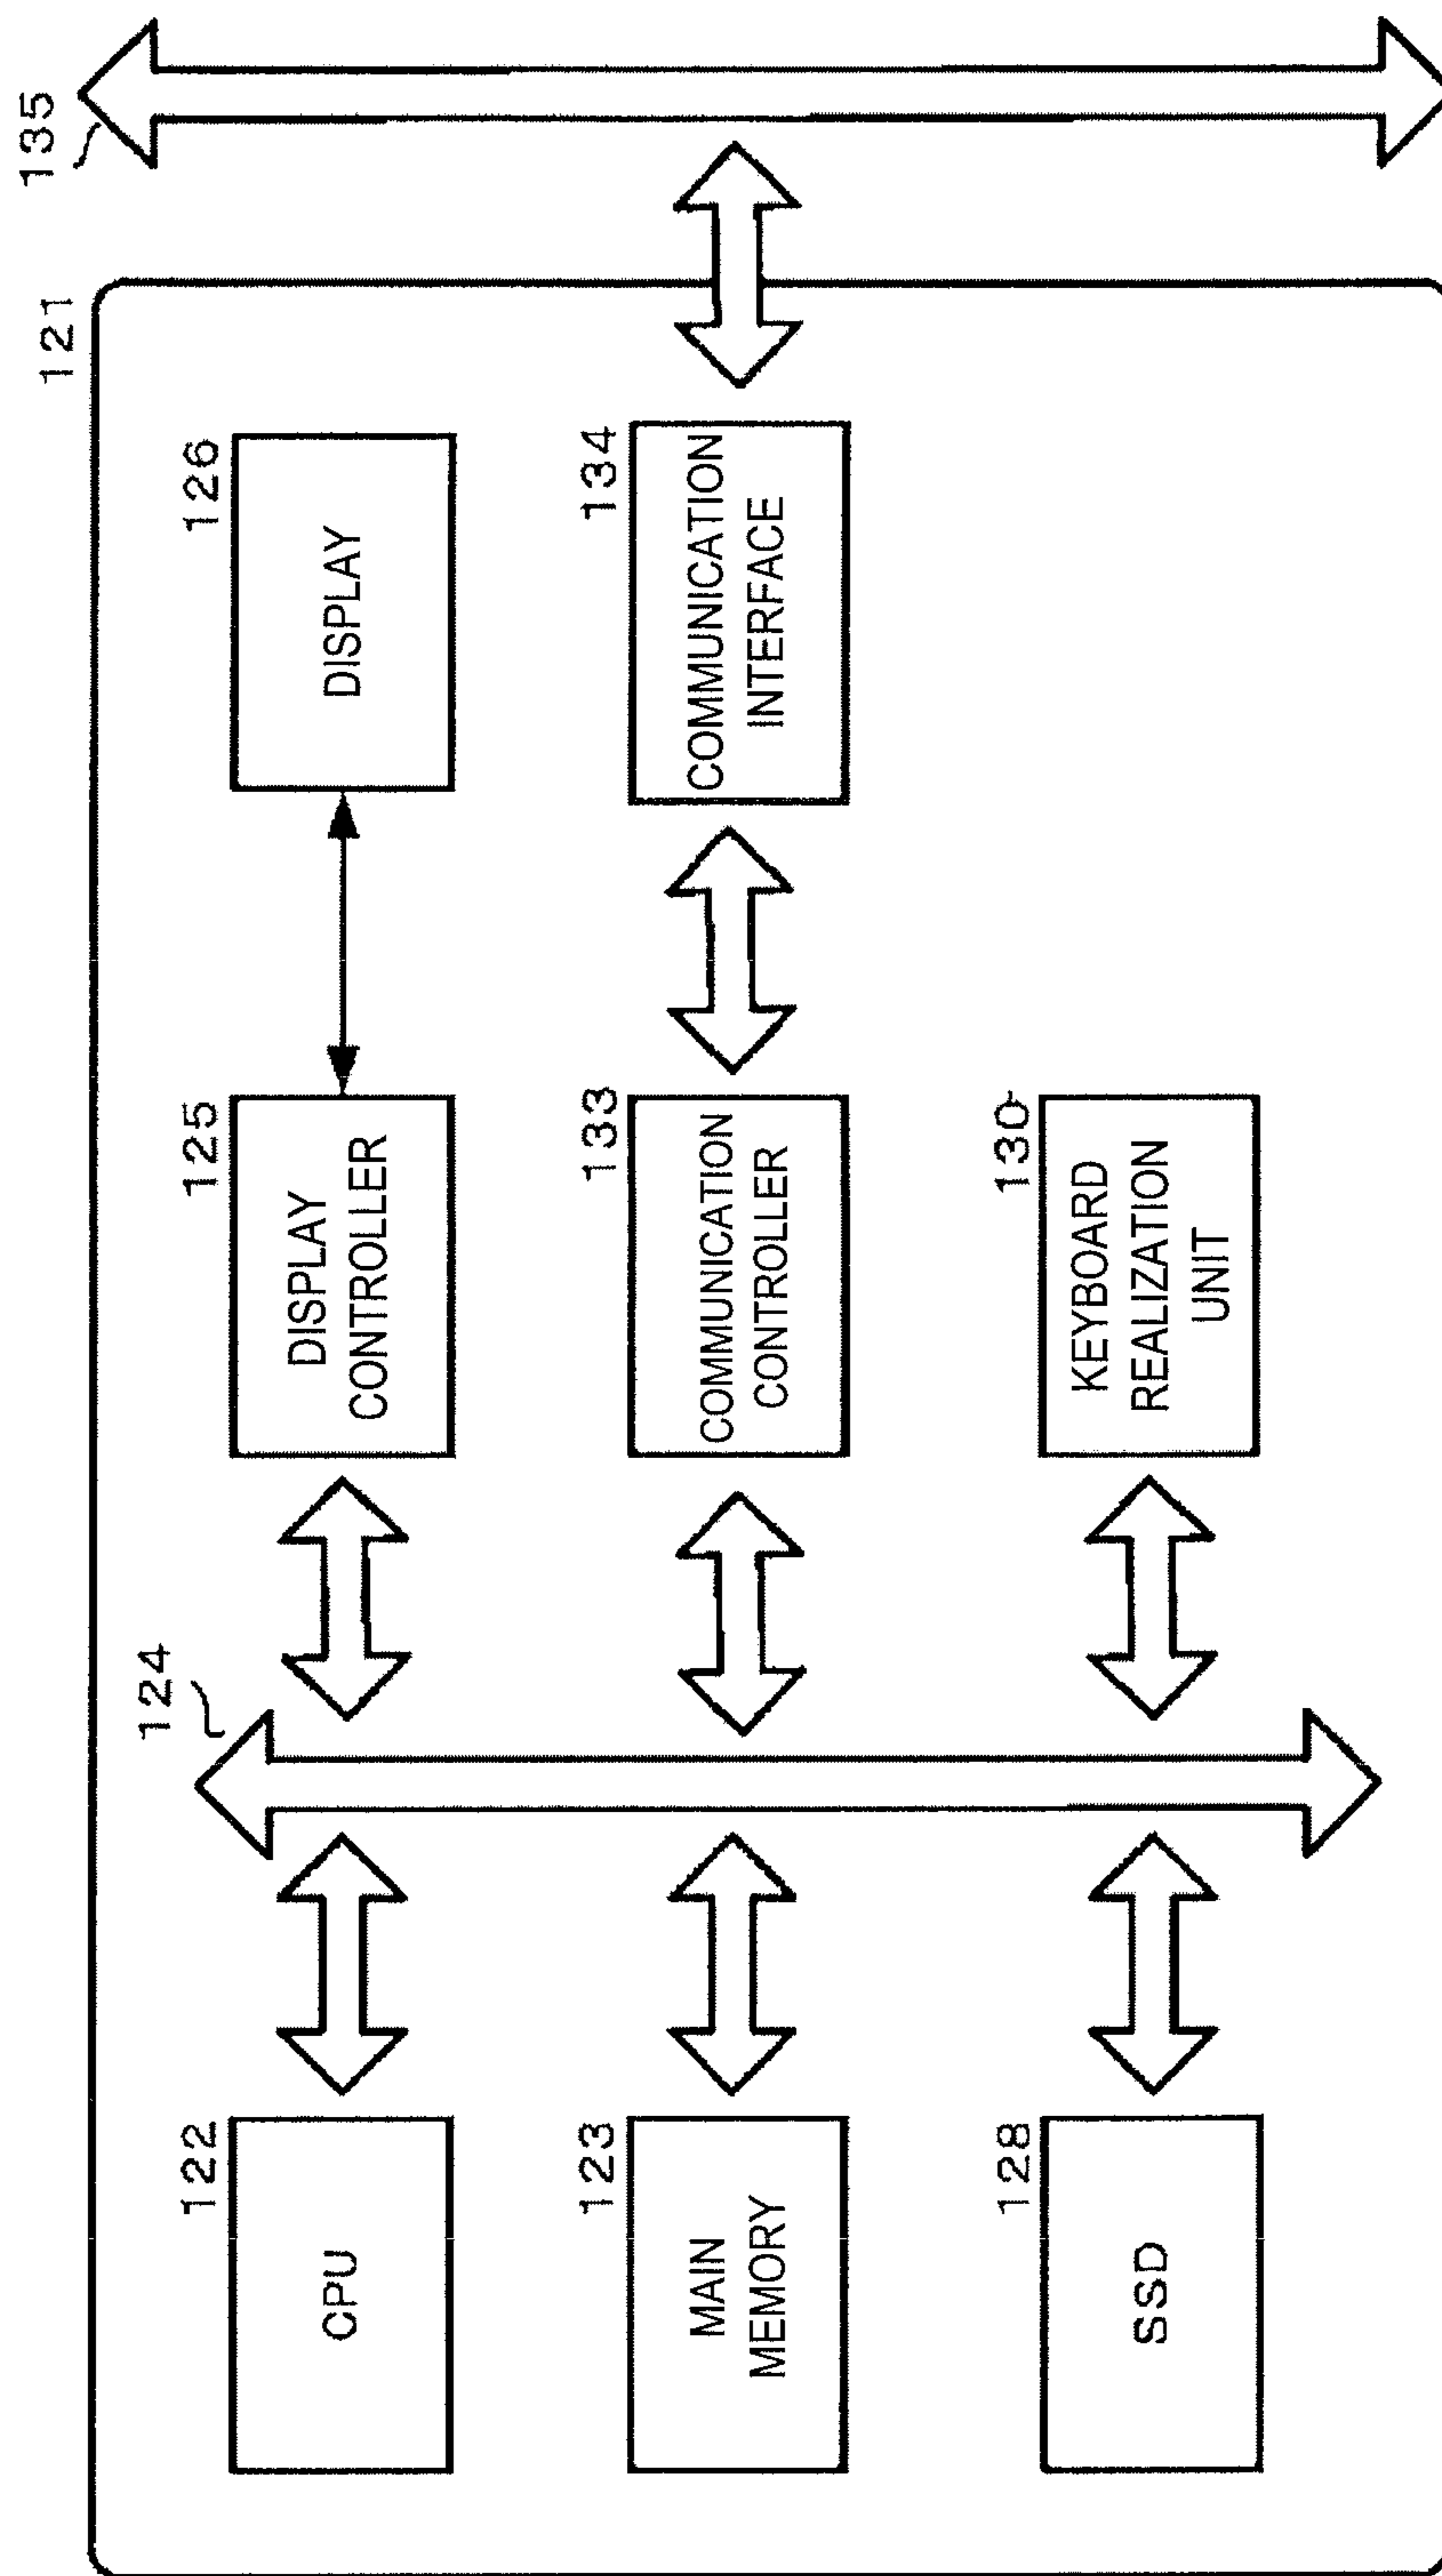 121
135
122
CPU
124
125
DISPLAY
CONTROLLER
126
DISPLAY
123
MAIN
MEMORY
133
COMMUNICATION
CONTROLLER
134
COMMUNICATION
INTERFACE
128
SSD
130
KEYBOARD
REALIZATION
UNIT